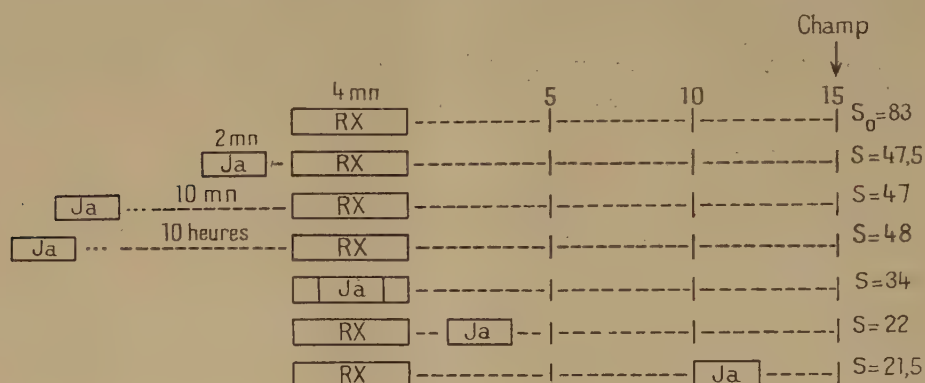 Champ
4 mn 5 10 15
RX S₀=83
2 mn
Ja RX S=47,5
10 mn
Ja RX S=47
10 heures
Ja RX S=48
Ja S=34
RX Ja S=22
RX Ja S=21,5